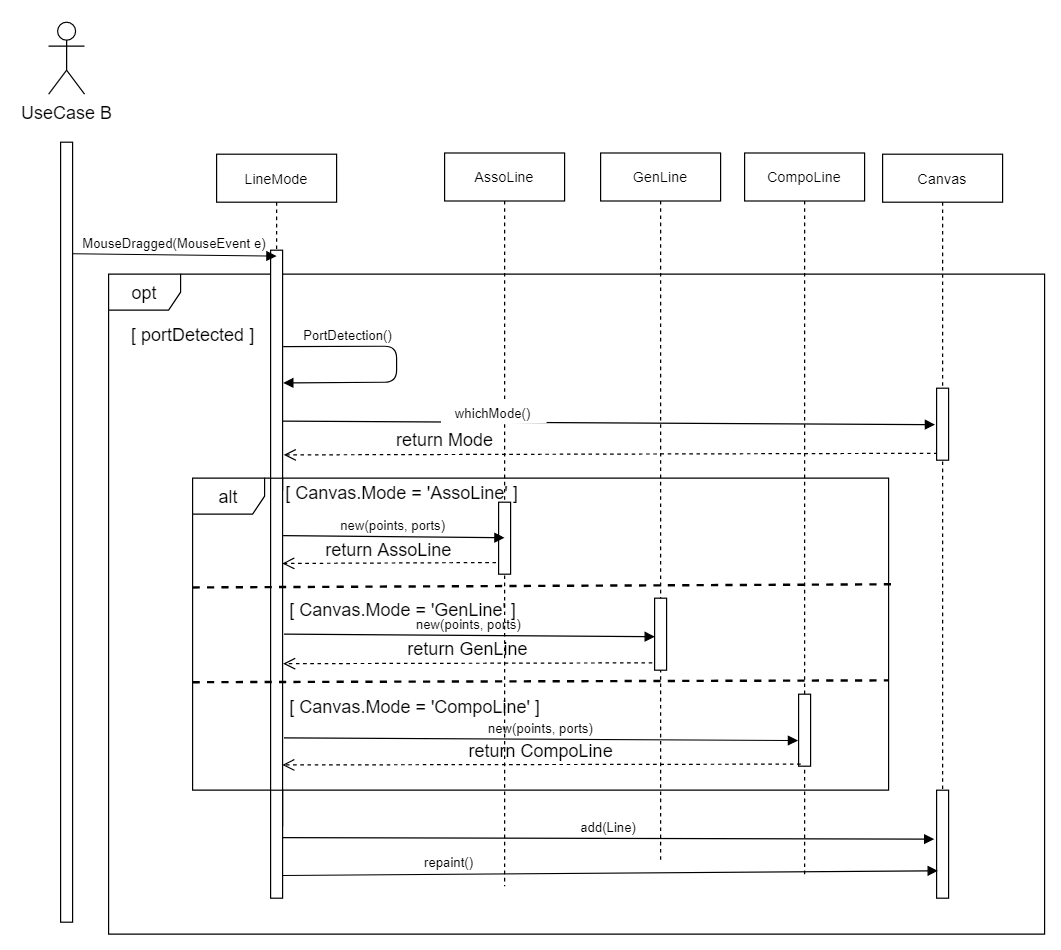 UseCase B
LineMode
AssoLine
GenLine
CompoLine
Canvas
MouseDragged(MouseEvent e)
opt
[ portDetected ]
PortDetection()
whichMode()
return Mode
alt
[ Canvas.Mode = 'AssoLine' ]
new(points, ports)
return AssoLine
[ Canvas.Mode = 'GenLine' ]
new(points, ports)
return GenLine
[ Canvas.Mode = 'CompoLine' ]
new(points, ports)
return CompoLine
add(Line)
repaint()